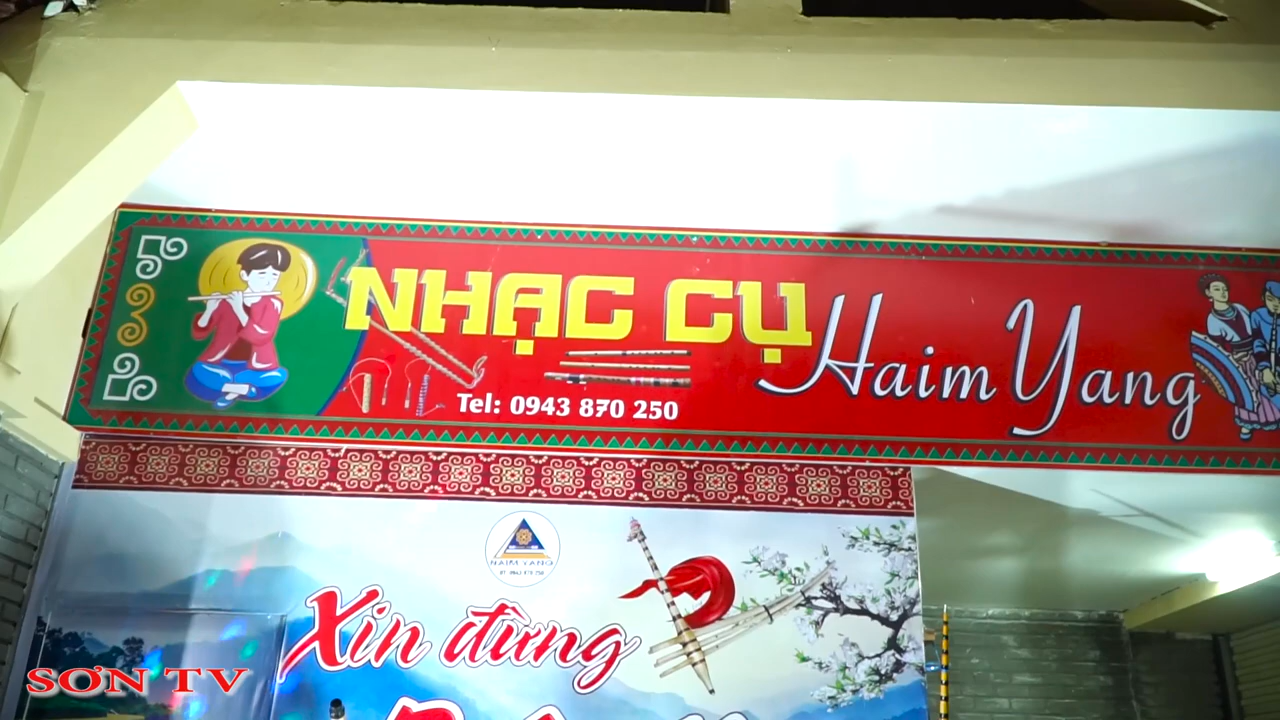 NHẠC CỤ
Haim Yang
Tel: 0943 870 250
Xin đừng
SƠN TV